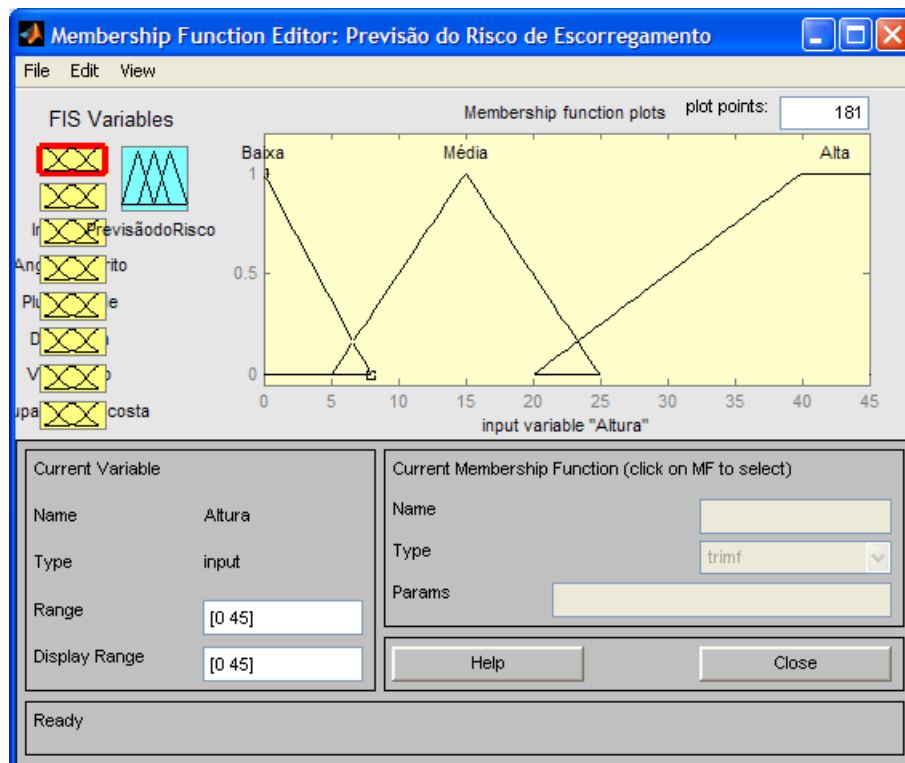 Membership Function Editor: Previsão do Risco de Escorregamento
File Edit View
FIS Variables
Membership function plots
plot points:
181
PrevisãodoRisco
costa
Baixa
Média
Alta
1
0.5
0
0 5 10 15 20 25 30 35 40 45
input variable "Altura"
Current Variable
Name Altura
Type input
Range [0 45]
Display Range [0 45]
Current Membership Function (click on MF to select)
Name
Type trimf
Params
Help
Close
Ready